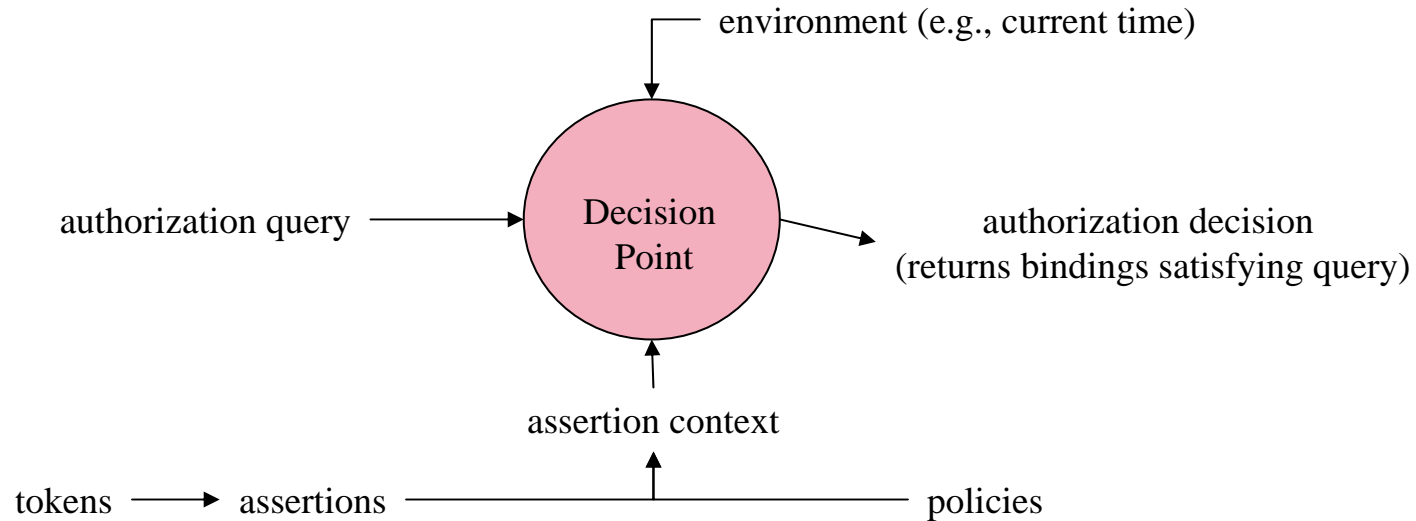 environment (e.g., current time)
authorization query
Decision
Point
authorization decision
(returns bindings satisfying query)
assertion context
tokens
assertions
policies